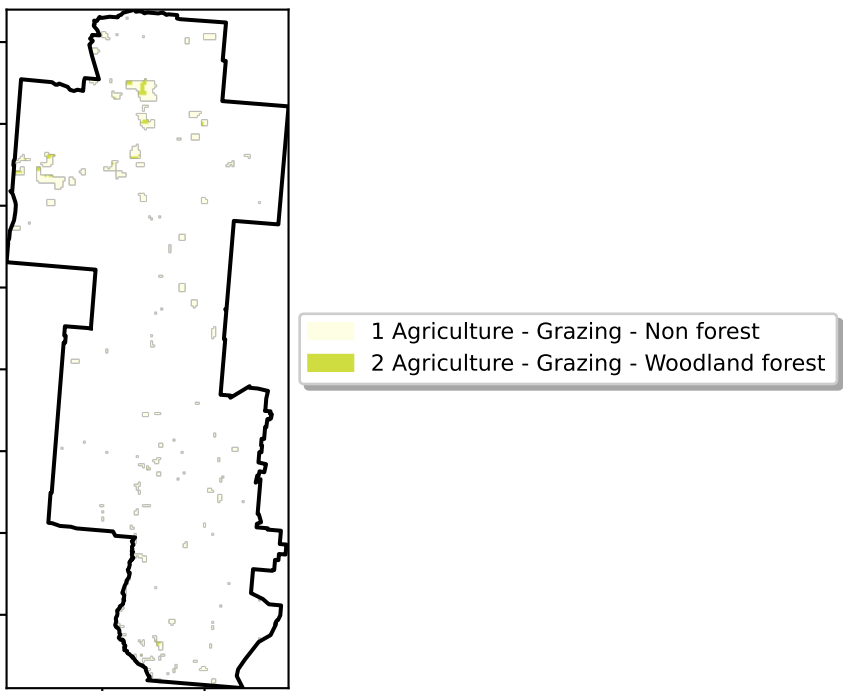 1 Agriculture - Grazing - Non forest
2 Agriculture - Grazing - Woodland forest